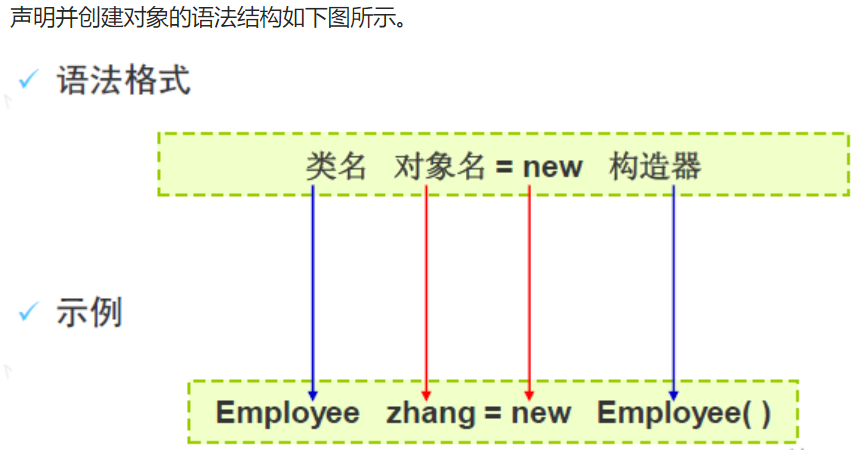 声明并创建对象的语法结构如下图所示。
✓ 语法格式
类名 对象名 = new 构造器
✓ 示例
Employee zhang = new Employee( )